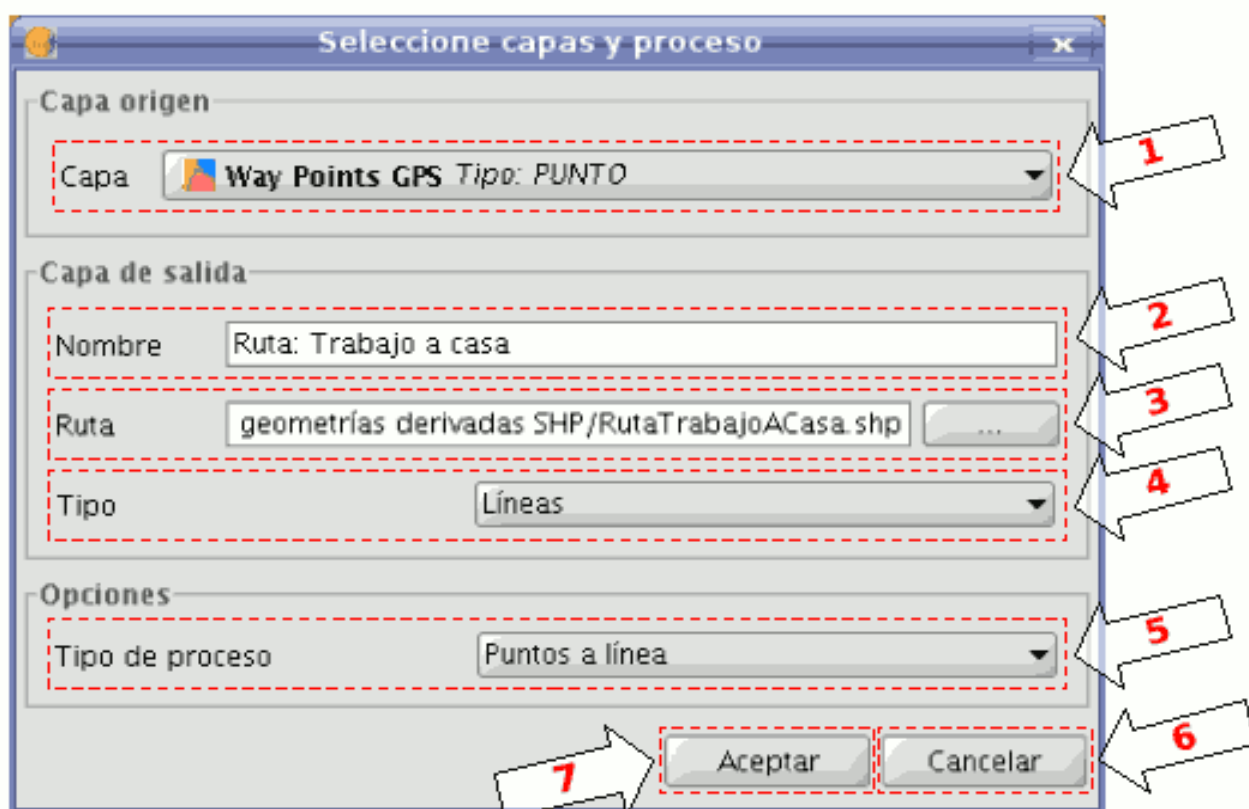 Seleccione capas y proceso
Capa origen
Capa Way Points GPS Tipo: PUNTO
1
Capa de salida
Nombre Ruta: Trabajo a casa
2
Ruta geometrías derivadas SHP/RutaTrabajoACasa.shp ...
3
Tipo Líneas
4
Opciones
Tipo de proceso Puntos a línea
5
7 Aceptar Cancelar 6